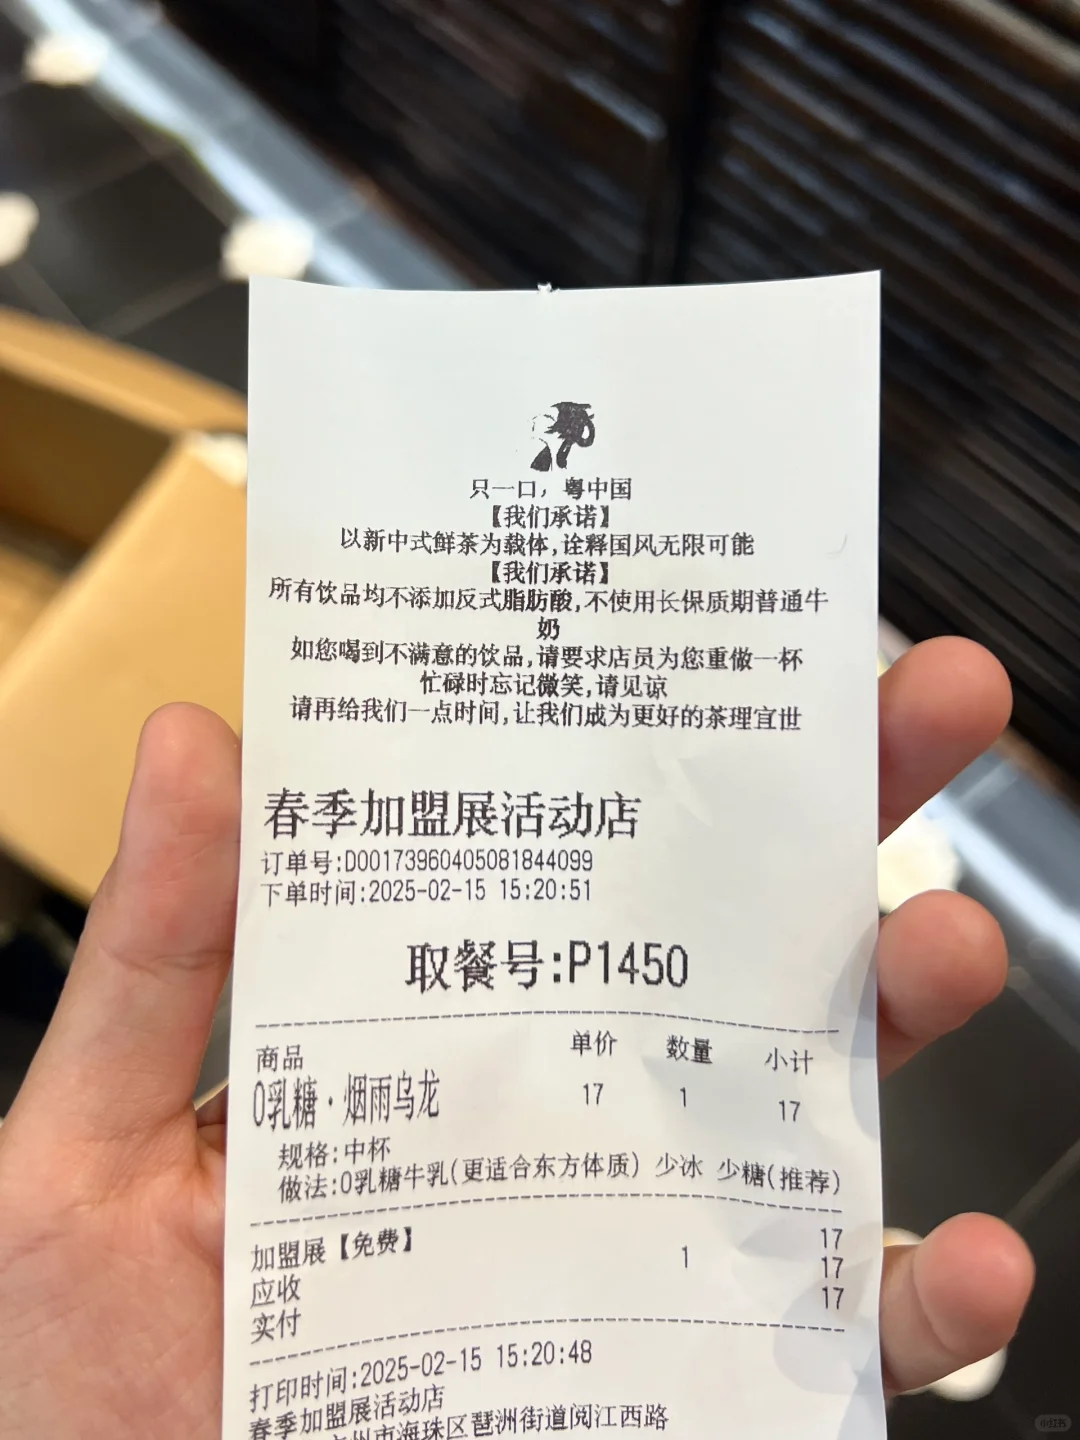 只一口，粤中国
【我们承诺】
以新中式鲜茶为载体,诠释国风无限可能
【我们承诺】
所有饮品均不添加反式脂肪酸,不使用长保质期普通牛
奶
如您喝到不满意的饮品,请要求店员为您重做一杯
忙碌时忘记微笑,请见谅
请再给我们一点时间,让我们成为更好的茶理宜世
春季加盟展活动店
订单号:D00173960405081844099
下单时间:2025-02-15 15:20:51
取餐号:P1450
商品 单价 数量 小计
0乳糖·烟雨乌龙 17 1 17
规格:中杯
做法:0乳糖牛乳(更适合东方体质) 少冰 少糖(推荐)
加盟展【免费】 1 17
应收 17
实付 17
打印时间:2025-02-15 15:20:48
春季加盟展活动店
州市海珠区琶洲街道阅江西路
小红书